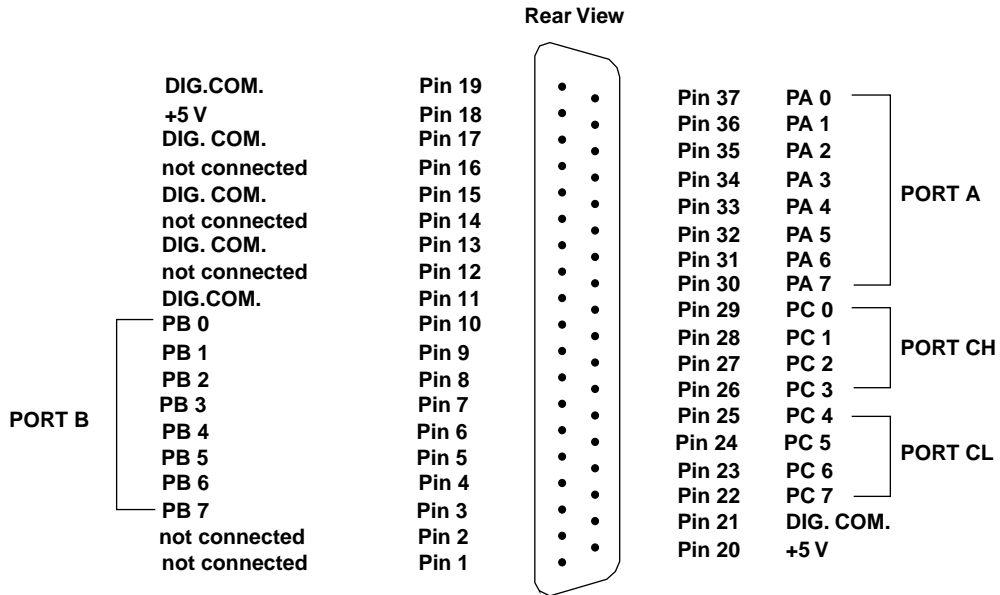 Rear View
DIG.COM. Pin 19
+5 V Pin 18
DIG. COM. Pin 17
not connected Pin 16
DIG. COM. Pin 15
not connected Pin 14
DIG. COM. Pin 13
not connected Pin 12
DIG.COM. Pin 11
PB 0 Pin 10
PB 1 Pin 9
PB 2 Pin 8
PB 3 Pin 7
PB 4 Pin 6
PB 5 Pin 5
PB 6 Pin 4
PB 7 Pin 3
not connected Pin 2
not connected Pin 1
PORT B
Pin 37 PA 0
Pin 36 PA 1
Pin 35 PA 2
Pin 34 PA 3
Pin 33 PA 4
Pin 32 PA 5
Pin 31 PA 6
Pin 30 PA 7
Pin 29 PC 0
Pin 28 PC 1
Pin 27 PC 2
Pin 26 PC 3
Pin 25 PC 4
Pin 24 PC 5
Pin 23 PC 6
Pin 22 PC 7
Pin 21 DIG. COM.
Pin 20 +5 V
PORT A
PORT CH
PORT CL